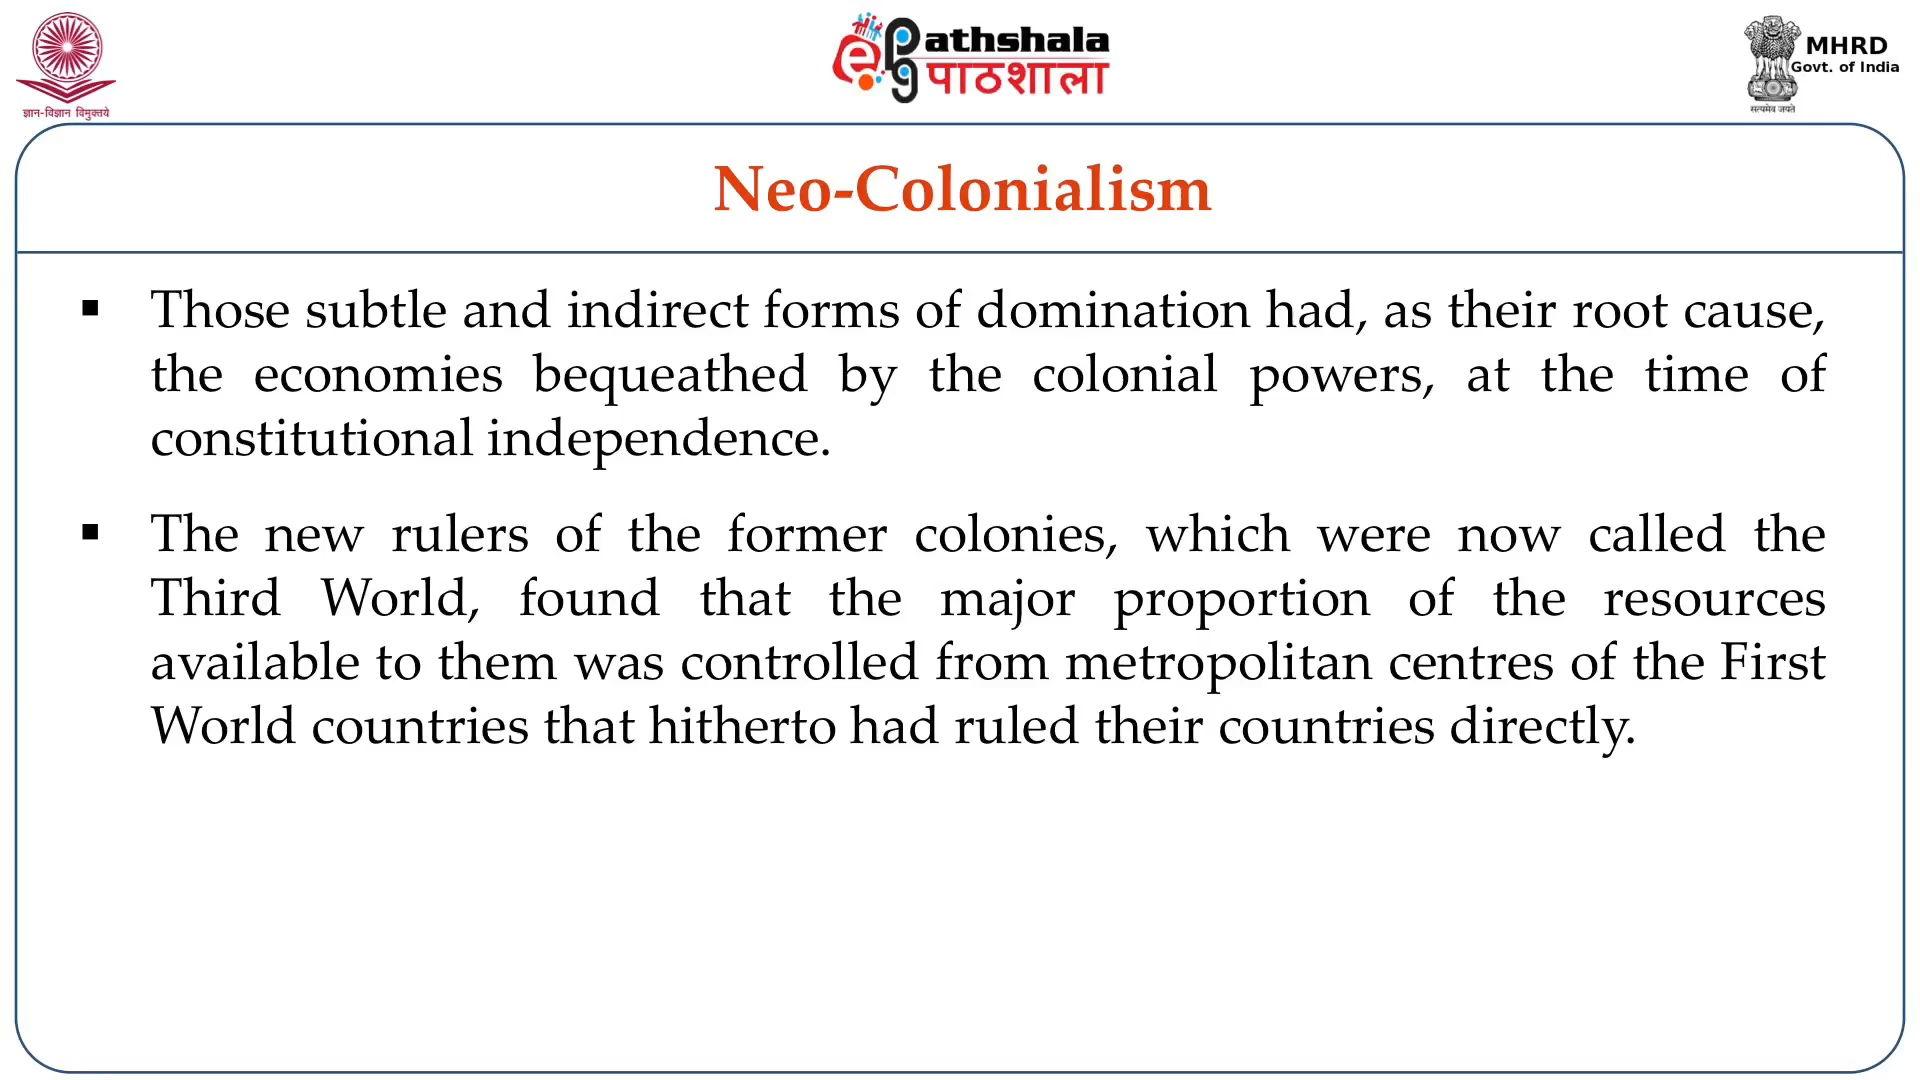 ज्ञान-विज्ञान विमुक्तये
e pg Pathshala
पाठशाला
MHRD
Govt. of India
सत्यमेव जयते
Neo-Colonialism
▪ Those subtle and indirect forms of domination had, as their root cause,
the economies bequeathed by the colonial powers, at the time of
constitutional independence.
▪ The new rulers of the former colonies, which were now called the
Third World, found that the major proportion of the resources
available to them was controlled from metropolitan centres of the First
World countries that hitherto had ruled their countries directly.